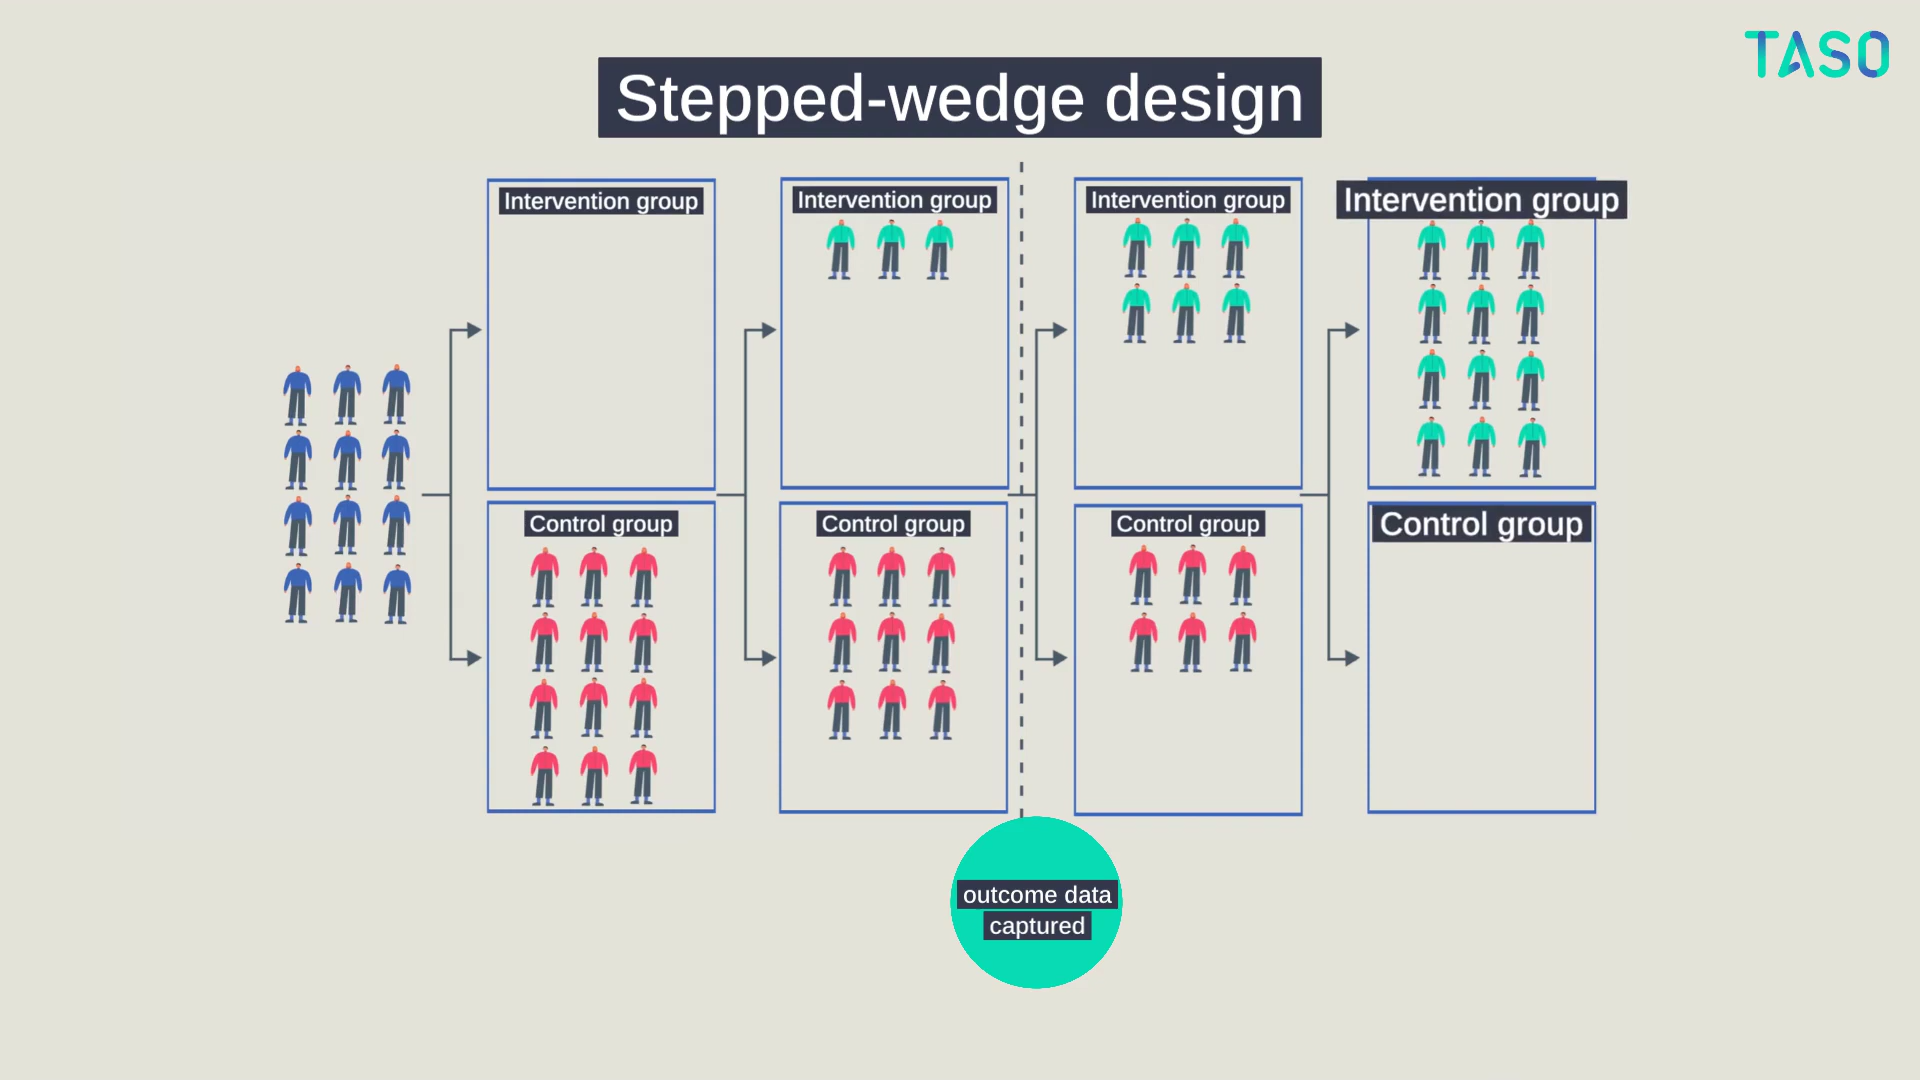 TASO
Stepped-wedge design
Intervention group
Intervention group
Intervention group
Intervention group
Control group
Control group
Control group
Control group
outcome data
captured